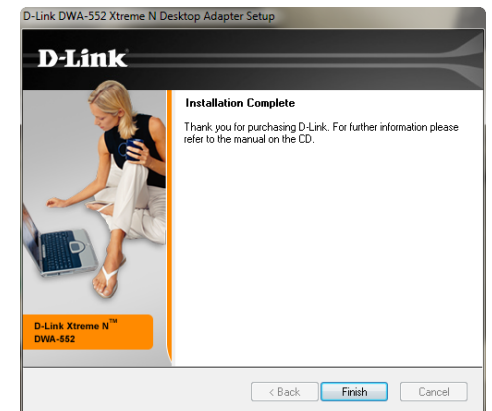 D-Link DWA-552 Xtreme N Desktop Adapter Setup
D-Link
Installation Complete
Thank you for purchasing D-Link. For further information please
refer to the manual on the CD.
D-Link Xtreme N™
DWA-552
< Back
Finish
Cancel